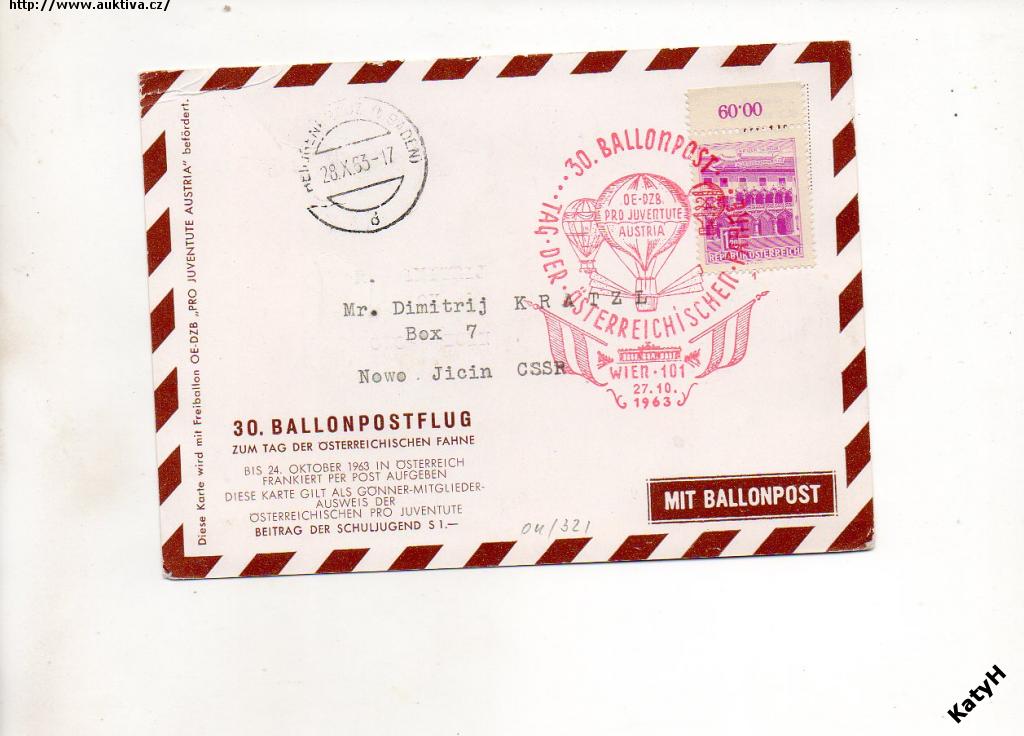 http://www.auktiva.cz/
Diese Karte wird mit Freiballon OE-DZB „PRO JUVENTUTE AUSTRIA" befördert.
BADEN)
28.X.63-17
d
60·00
REPUBLIK ÖSTERREICH
30. BALLONPOST
TAG·DER·ÖSTERREICHISCHEN
OE-DZB
PRO JUVENTUTE
AUSTRIA
WIEN·101
27.10.
1963
Mr. Dimitrij KRATZL
Box 7
Nowo Jicin CSSR
30. BALLONPOSTFLUG
ZUM TAG DER ÖSTERREICHISCHEN FAHNE
BIS 24. OKTOBER 1963 IN ÖSTERREICH
FRANKIERT PER POST AUFGEBEN
DIESE KARTE GILT ALS GÖNNER-MITGLIEDER-
AUSWEIS DER
ÖSTERREICHISCHEN PRO JUVENTUTE
BEITRAG DER SCHULJUGEND S 1.—
MIT BALLONPOST
KatyH